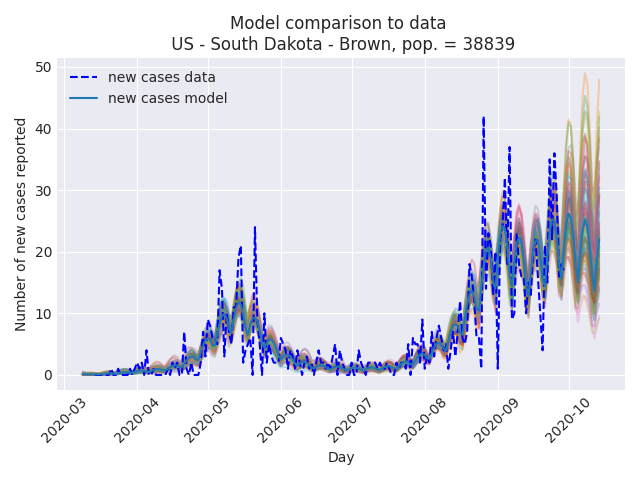 Model comparison to data
US - South Dakota - Brown, pop. = 38839
new cases data
new cases model
Number of new cases reported
50
40
30
20
10
0
2020-03
2020-04
2020-05
2020-06
2020-07
2020-08
2020-09
2020-10
Day